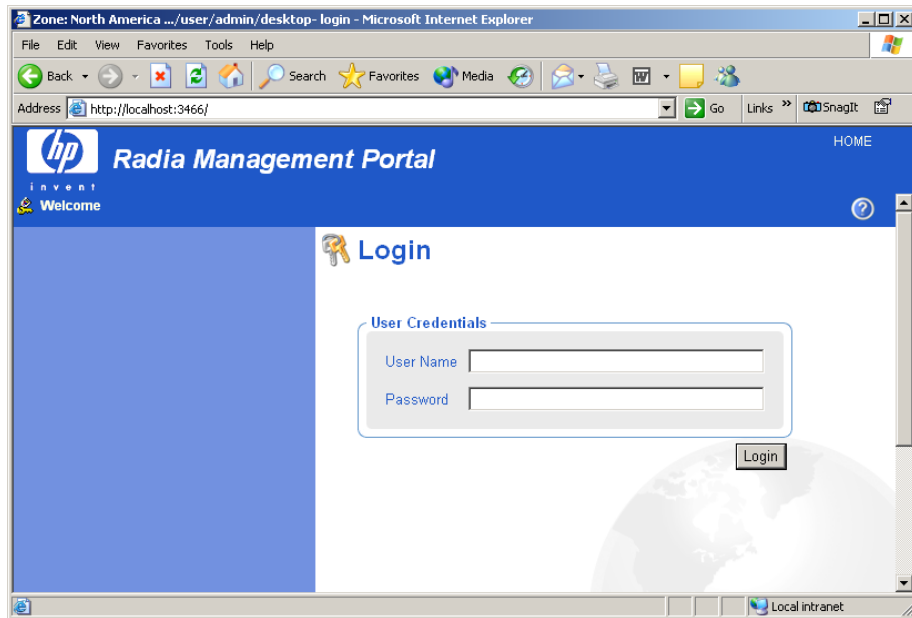 Zone: North America .../user/admin/desktop- login - Microsoft Internet Explorer
File Edit View Favorites Tools Help
Back Search Favorites Media
Address http://localhost:3466/ Go Links » SnagIt
hp
invent
Radia Management Portal
HOME
Welcome
?
Login
User Credentials
User Name
Password
Login
Local intranet